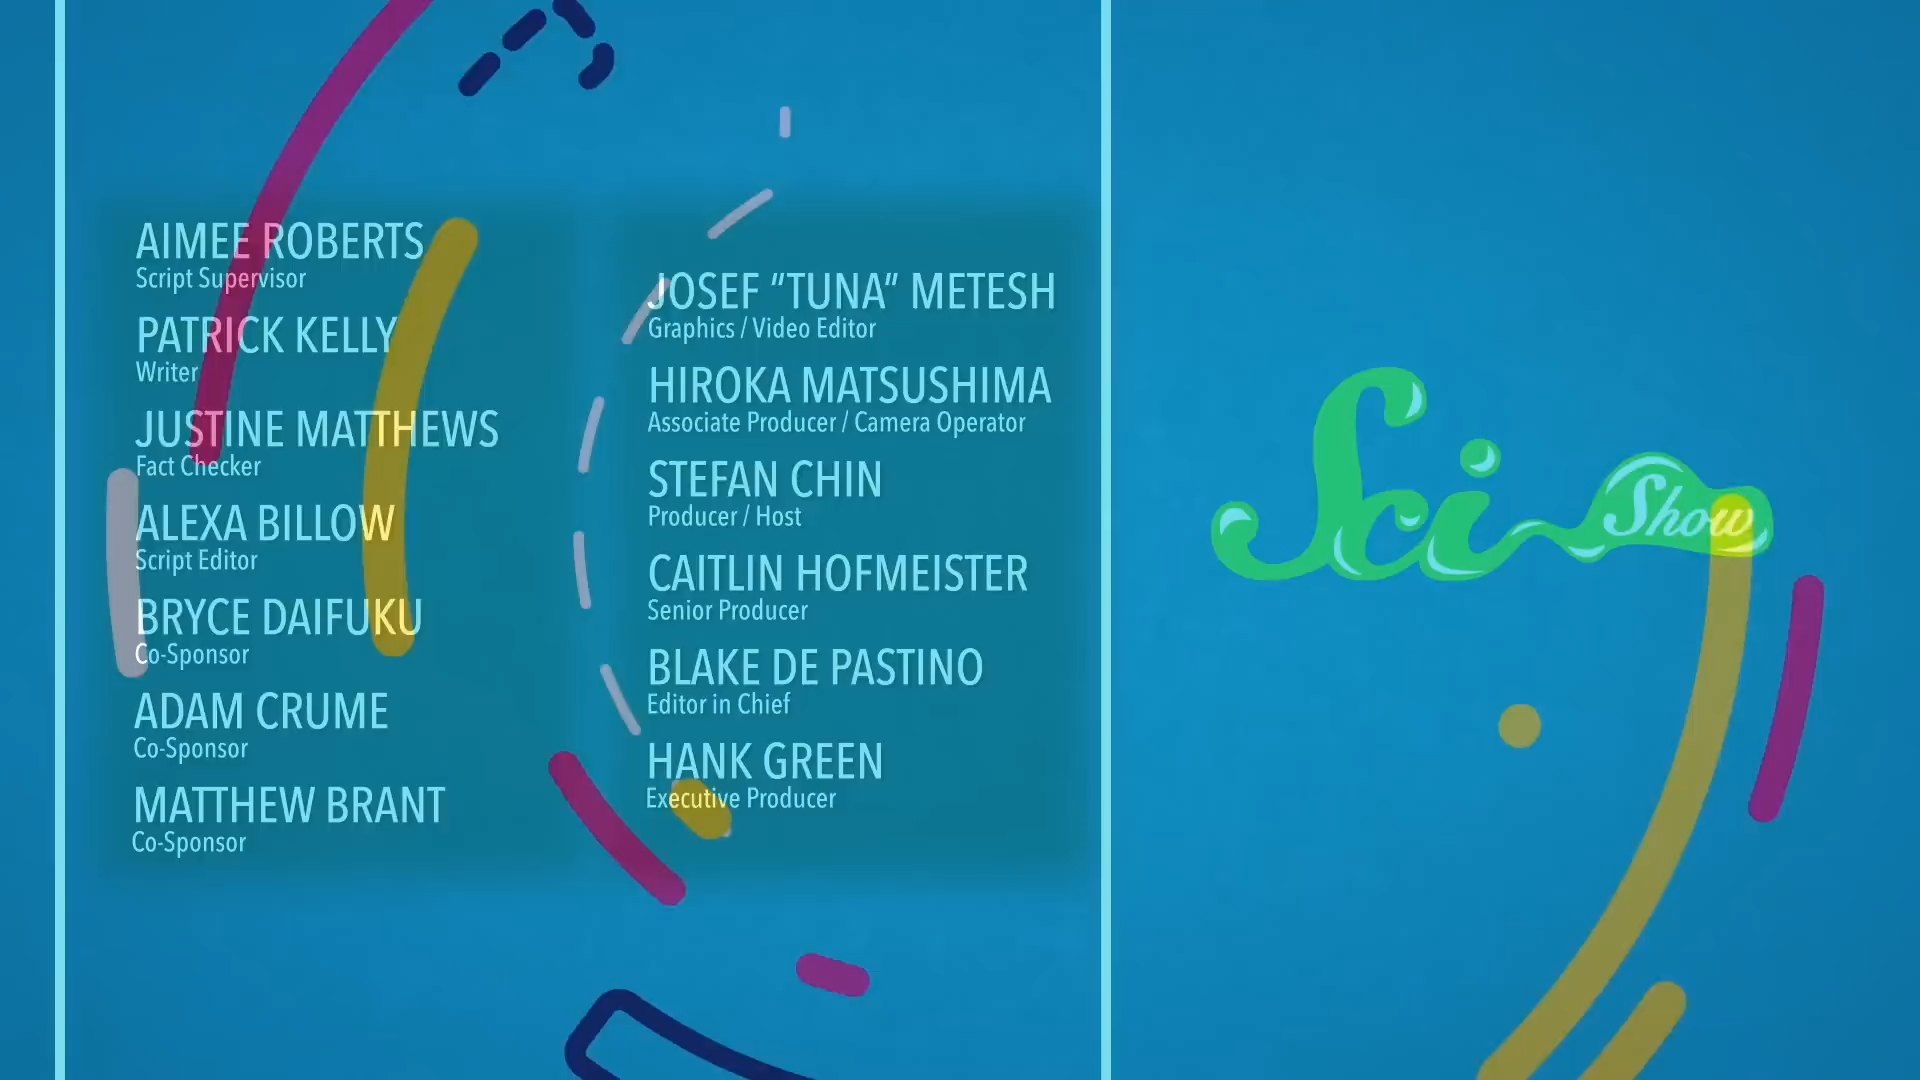 AIMEE ROBERTS
Script Supervisor
PATRICK KELLY
Writer
JUSTINE MATTHEWS
Fact Checker
ALEXA BILLOW
Script Editor
BRYCE DAIFUKU
Co-Sponsor
ADAM CRUME
Co-Sponsor
MATTHEW BRANT
Co-Sponsor
JOSEF “TUNA” METESH
Graphics / Video Editor
HIROKA MATSUSHIMA
Associate Producer / Camera Operator
STEFAN CHIN
Producer / Host
CAITLIN HOFMEISTER
Senior Producer
BLAKE DE PASTINO
Editor in Chief
HANK GREEN
Executive Producer
Sci Show